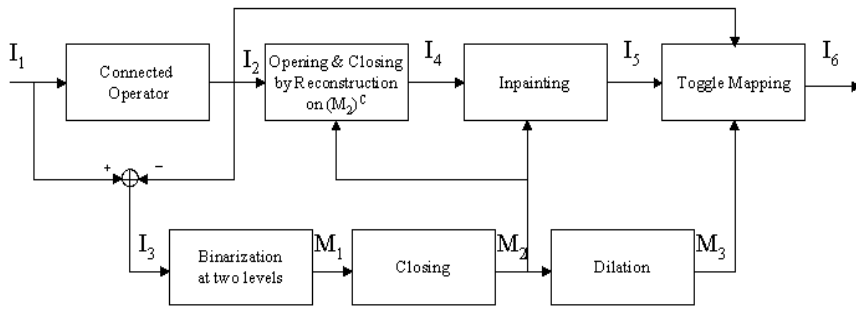 I1
Connected
Operator
I2
Opening & Closing
by Reconstruction
on (M2)C
I4
Inpainting
I5
Toggle Mapping
I6
+
−
I3
Binarization
at two levels
M1
Closing
M2
Dilation
M3